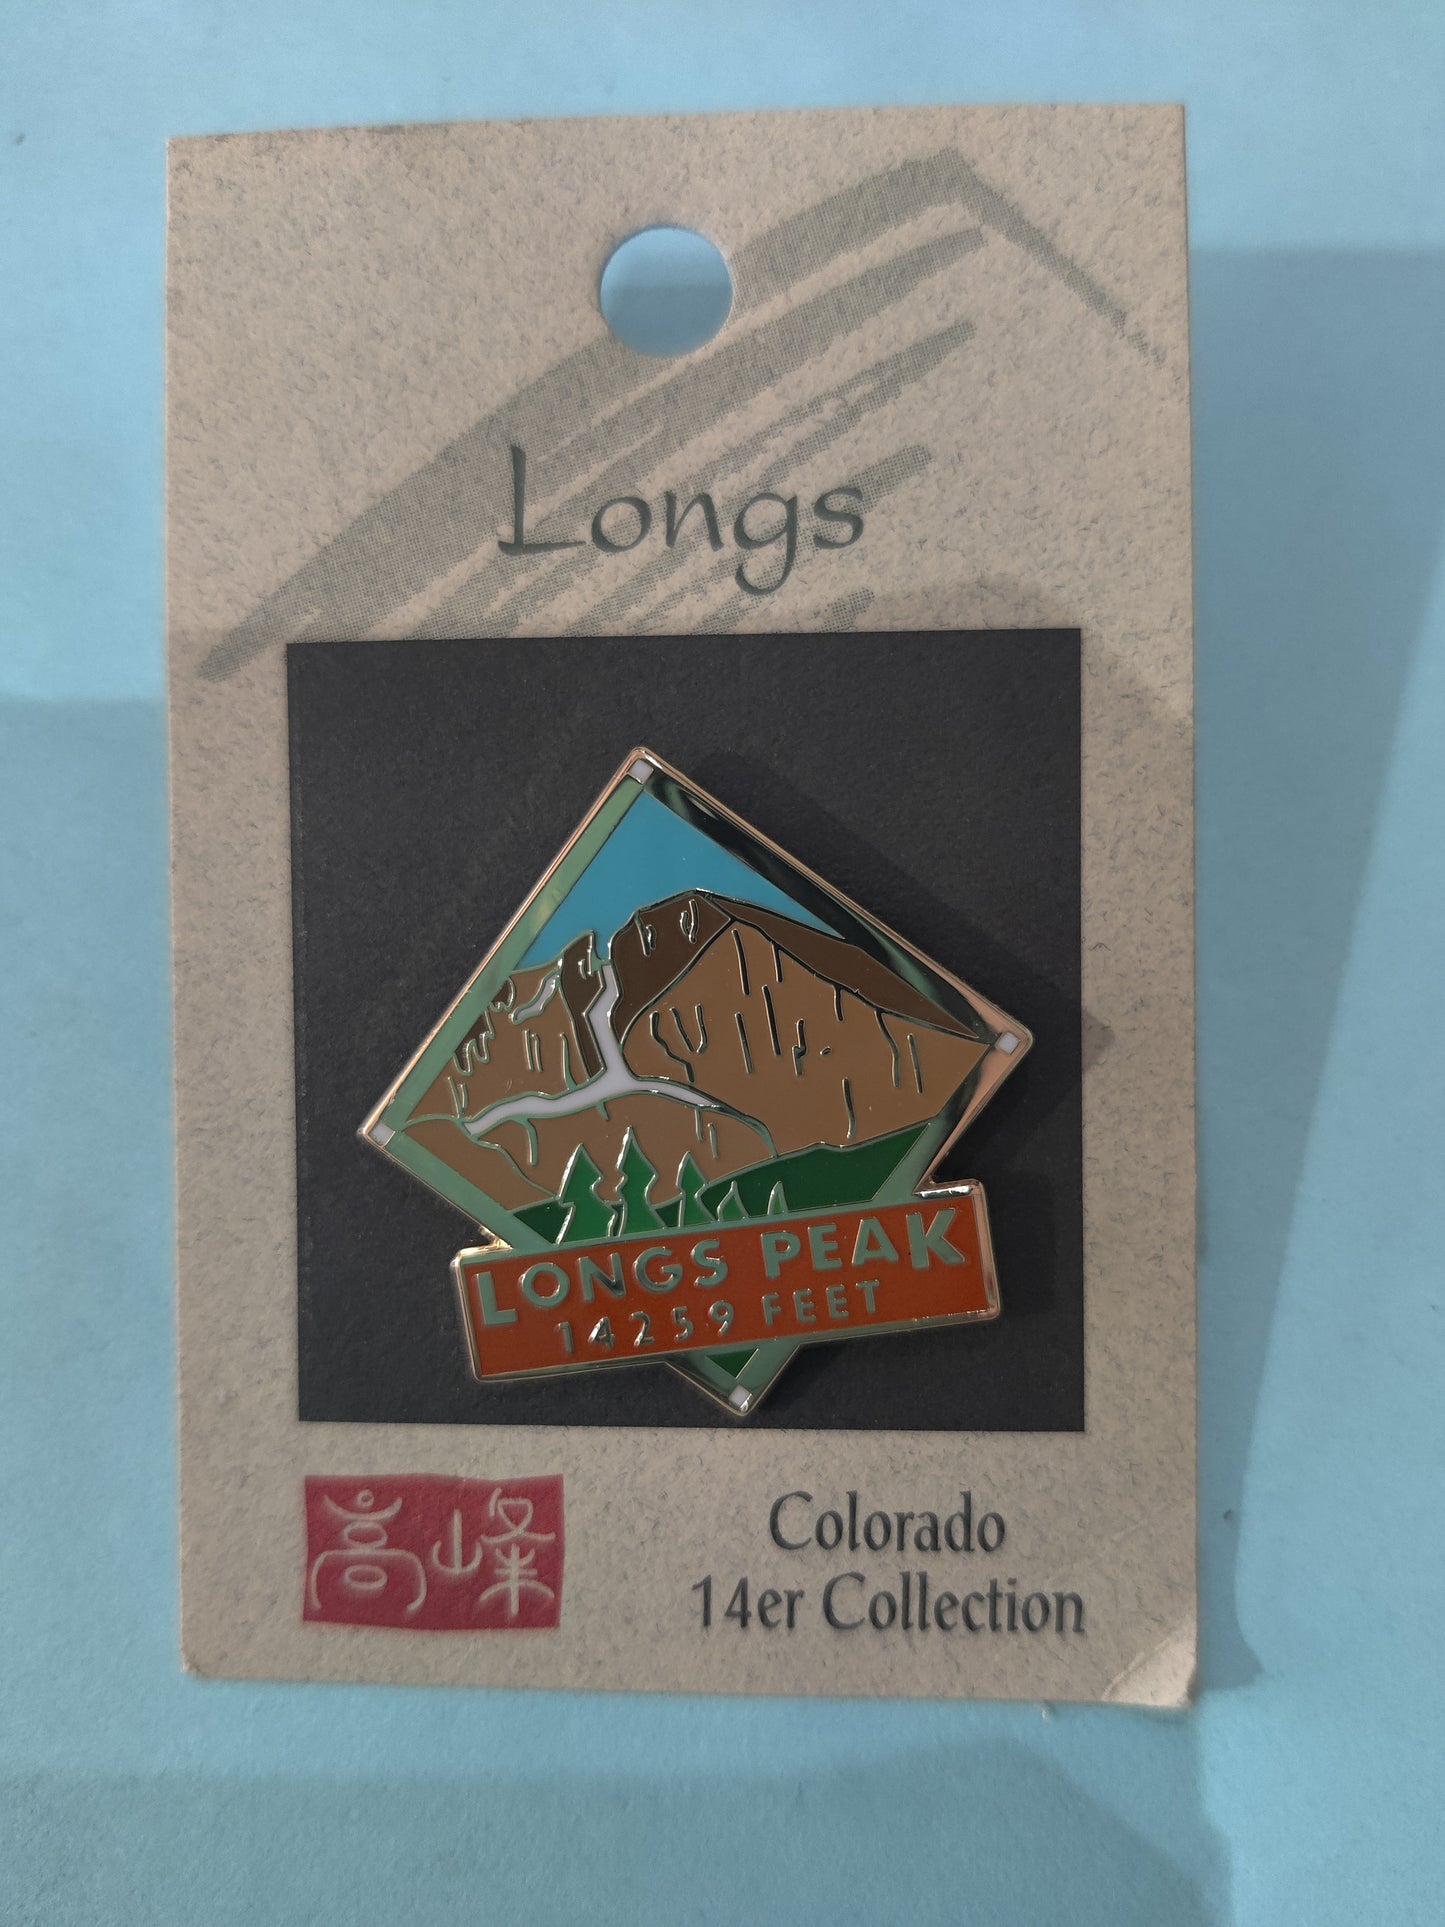 Longs
LONGS PEAK
14259 FEET
高峰
Colorado
14er Collection